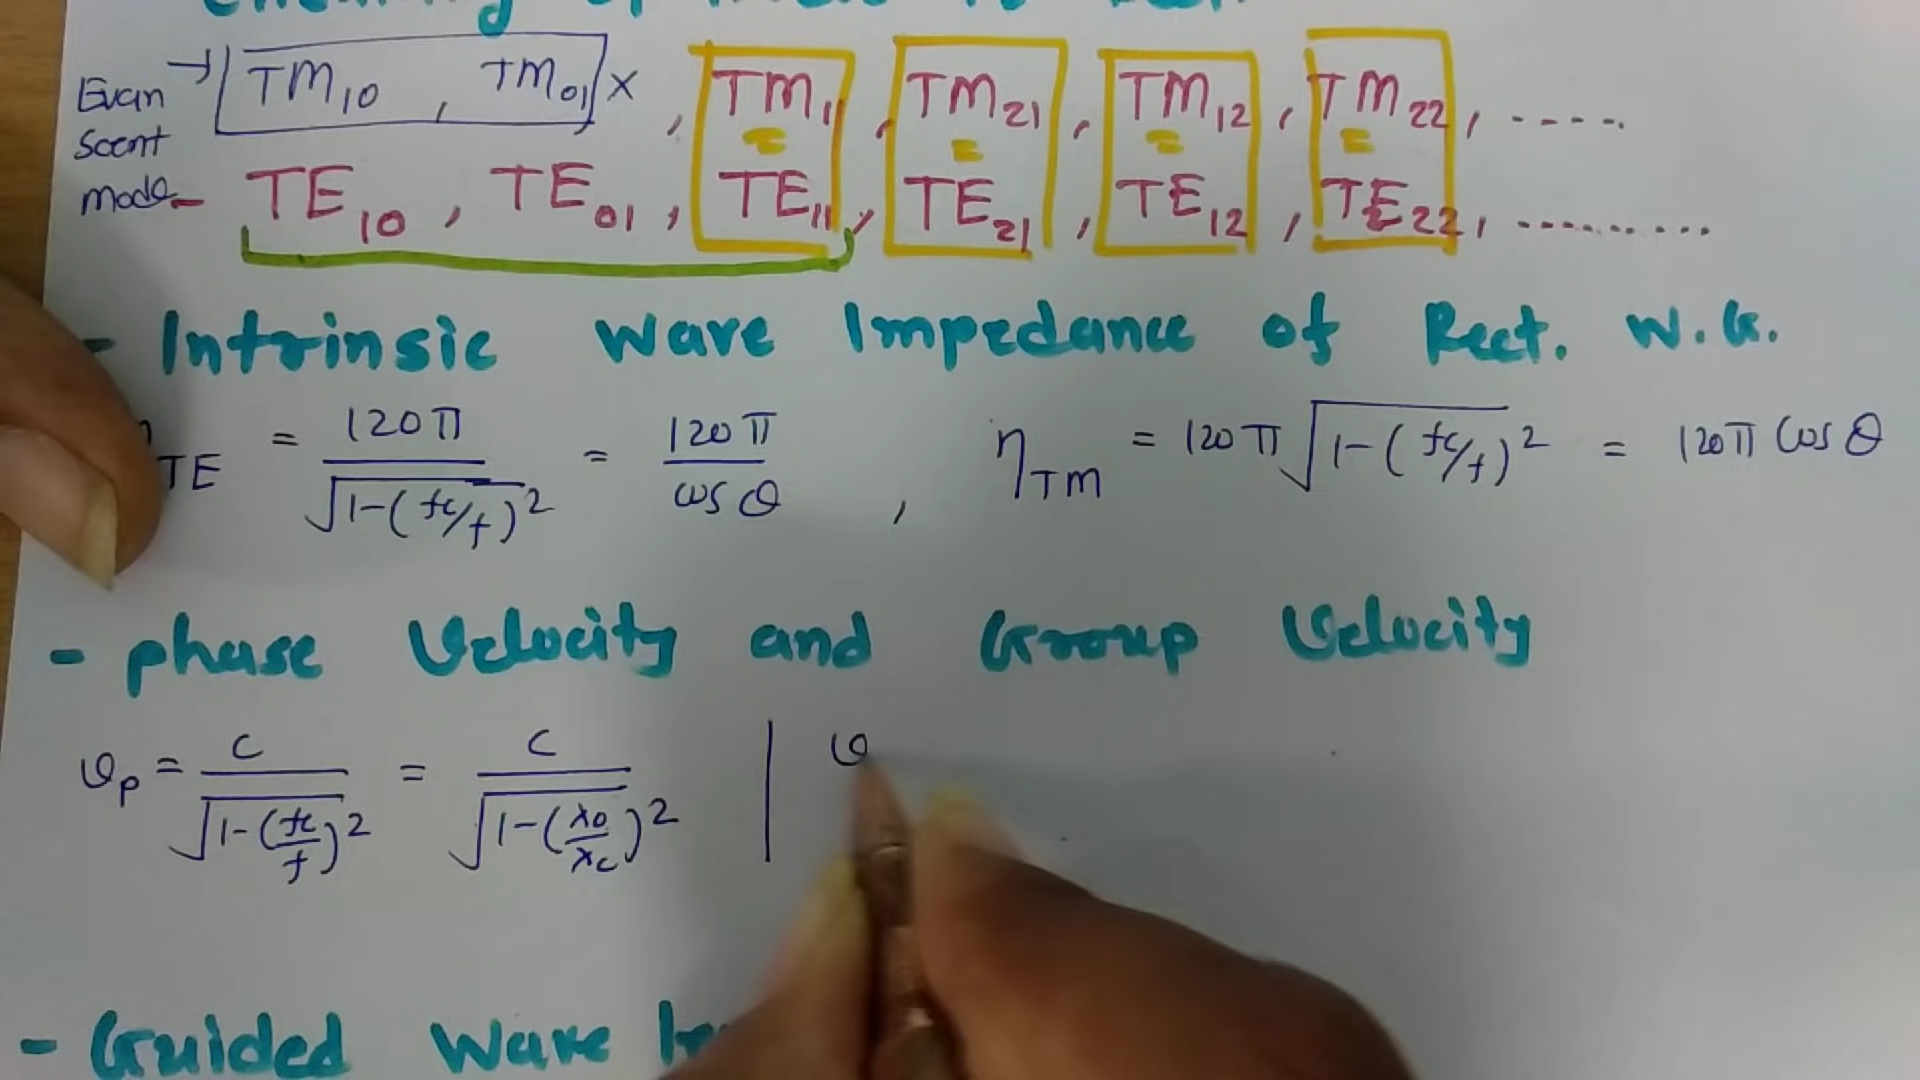 Evan → TM10 , TM01 x , TM11 , TM21 , TM12 , TM22 , .....
Scent = = = =
mode - TE10 , TE01 , TE11 , TE21 , TE12 , TE22 , .........
- Intrinsic Wave Impedance of Rect. W.G.
TE = 120π / √1-(fc/f)² = 120π / cos θ , ηTM = 120π √1-(fc/f)² = 120π cos θ
- phase Velocity and Group Velocity
vp = c / √1-(fc/f)² = c / √1-(λ0/λc)² | v
- Guided Wave